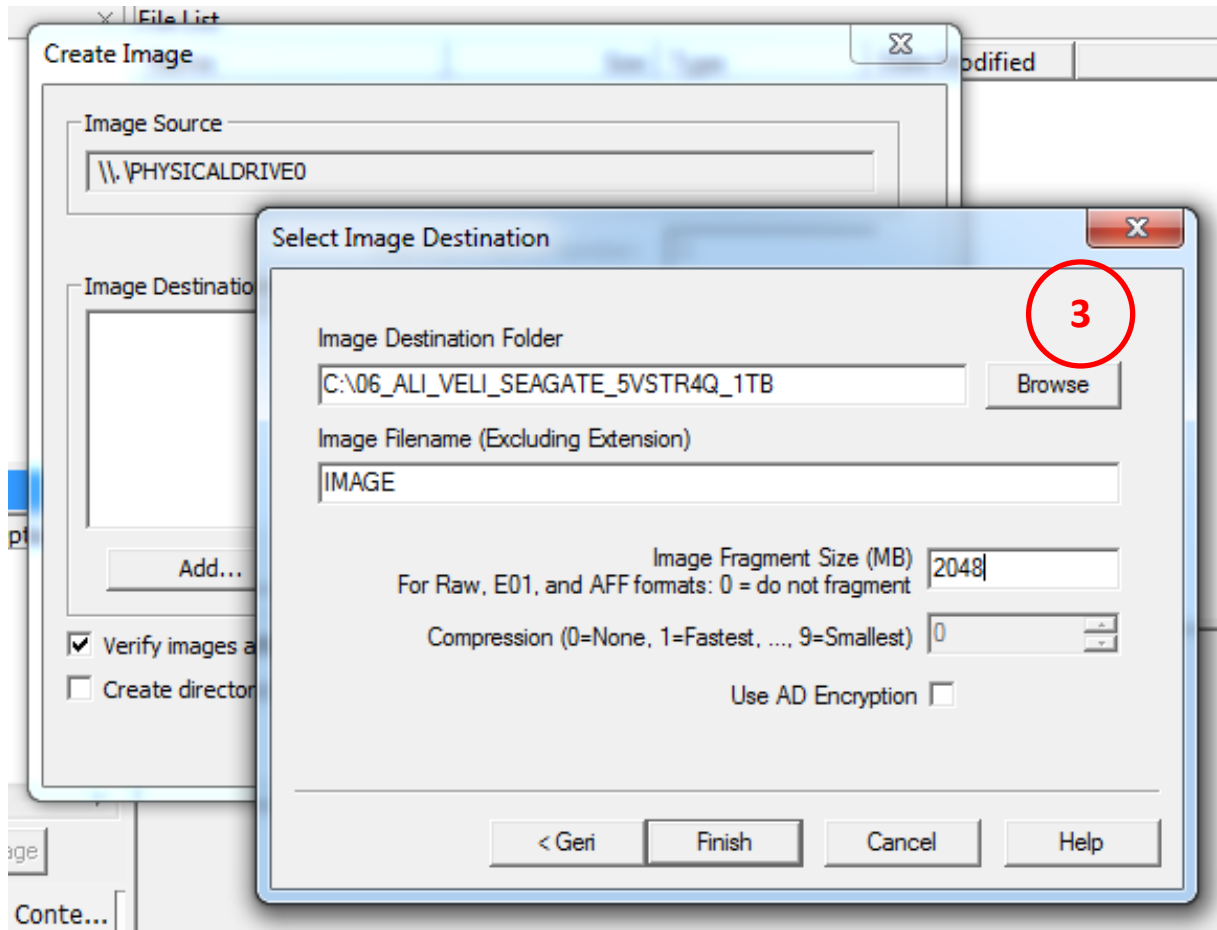 File List
Create Image
odified
Image Source
\\.\PHYSICALDRIVE0
Select Image Destination
3
Image Destinatio
Image Destination Folder
C:\06_ALI_VELI_SEAGATE_5VSTR4Q_1TB
Browse
Image Filename (Excluding Extension)
IMAGE
pt
Add...
Image Fragment Size (MB)
2048
For Raw, E01, and AFF formats: 0 = do not fragment
Compression (0=None, 1=Fastest, ..., 9=Smallest)
0
Verify images a
Create director
Use AD Encryption
< Geri
Finish
Cancel
Help
age
Conte...